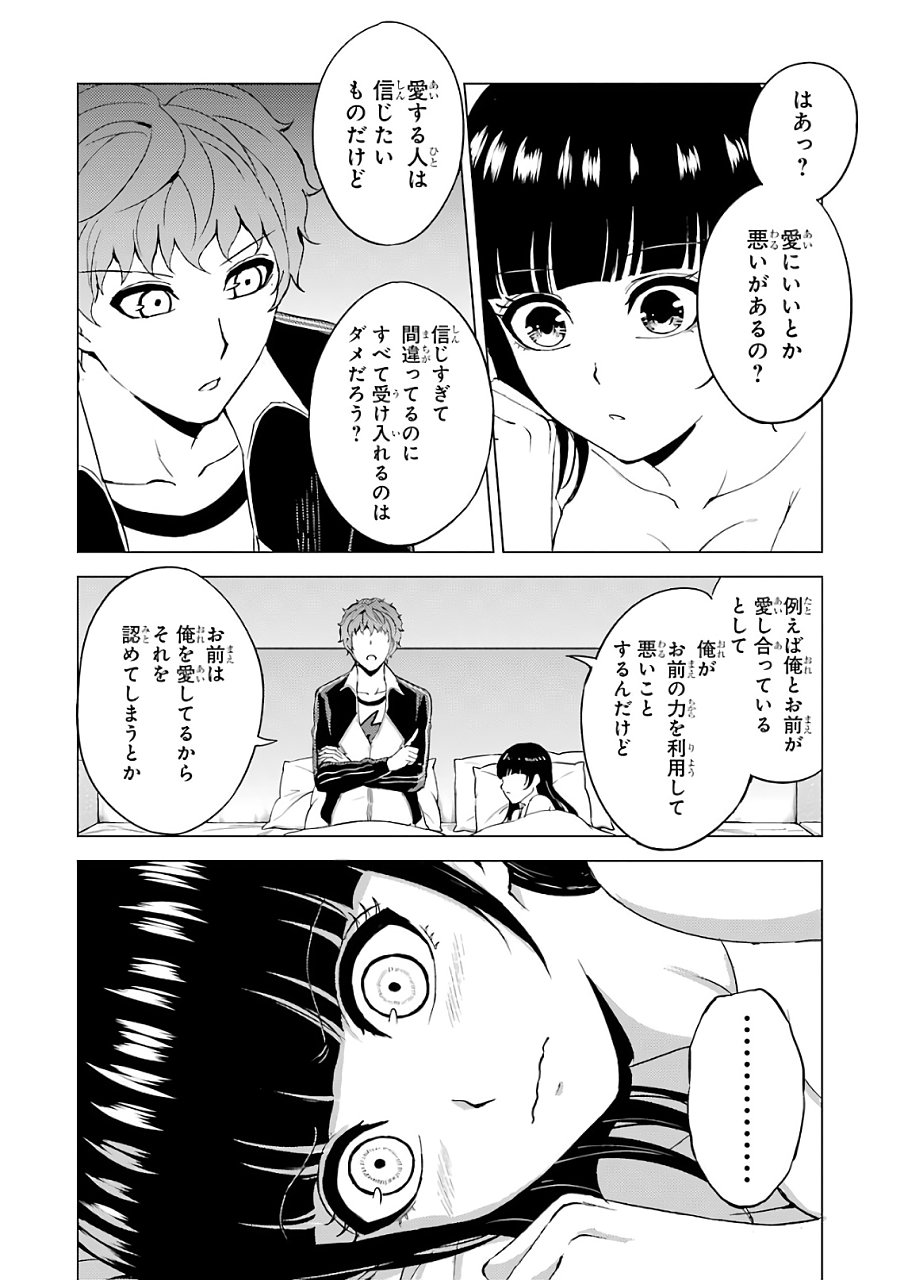 はあっ？
愛にいいとか
悪いがあるの？
愛する人は
信じたい
ものだけど
信じすぎて
間違ってるのに
すべて受け入れるのは
ダメだろう？
例えば俺とお前が
愛し合っている
として
俺が
お前の力を利用して
悪いこと
するんだけど
お前は
俺を愛してるから
それを
認めてしまうとか
…………